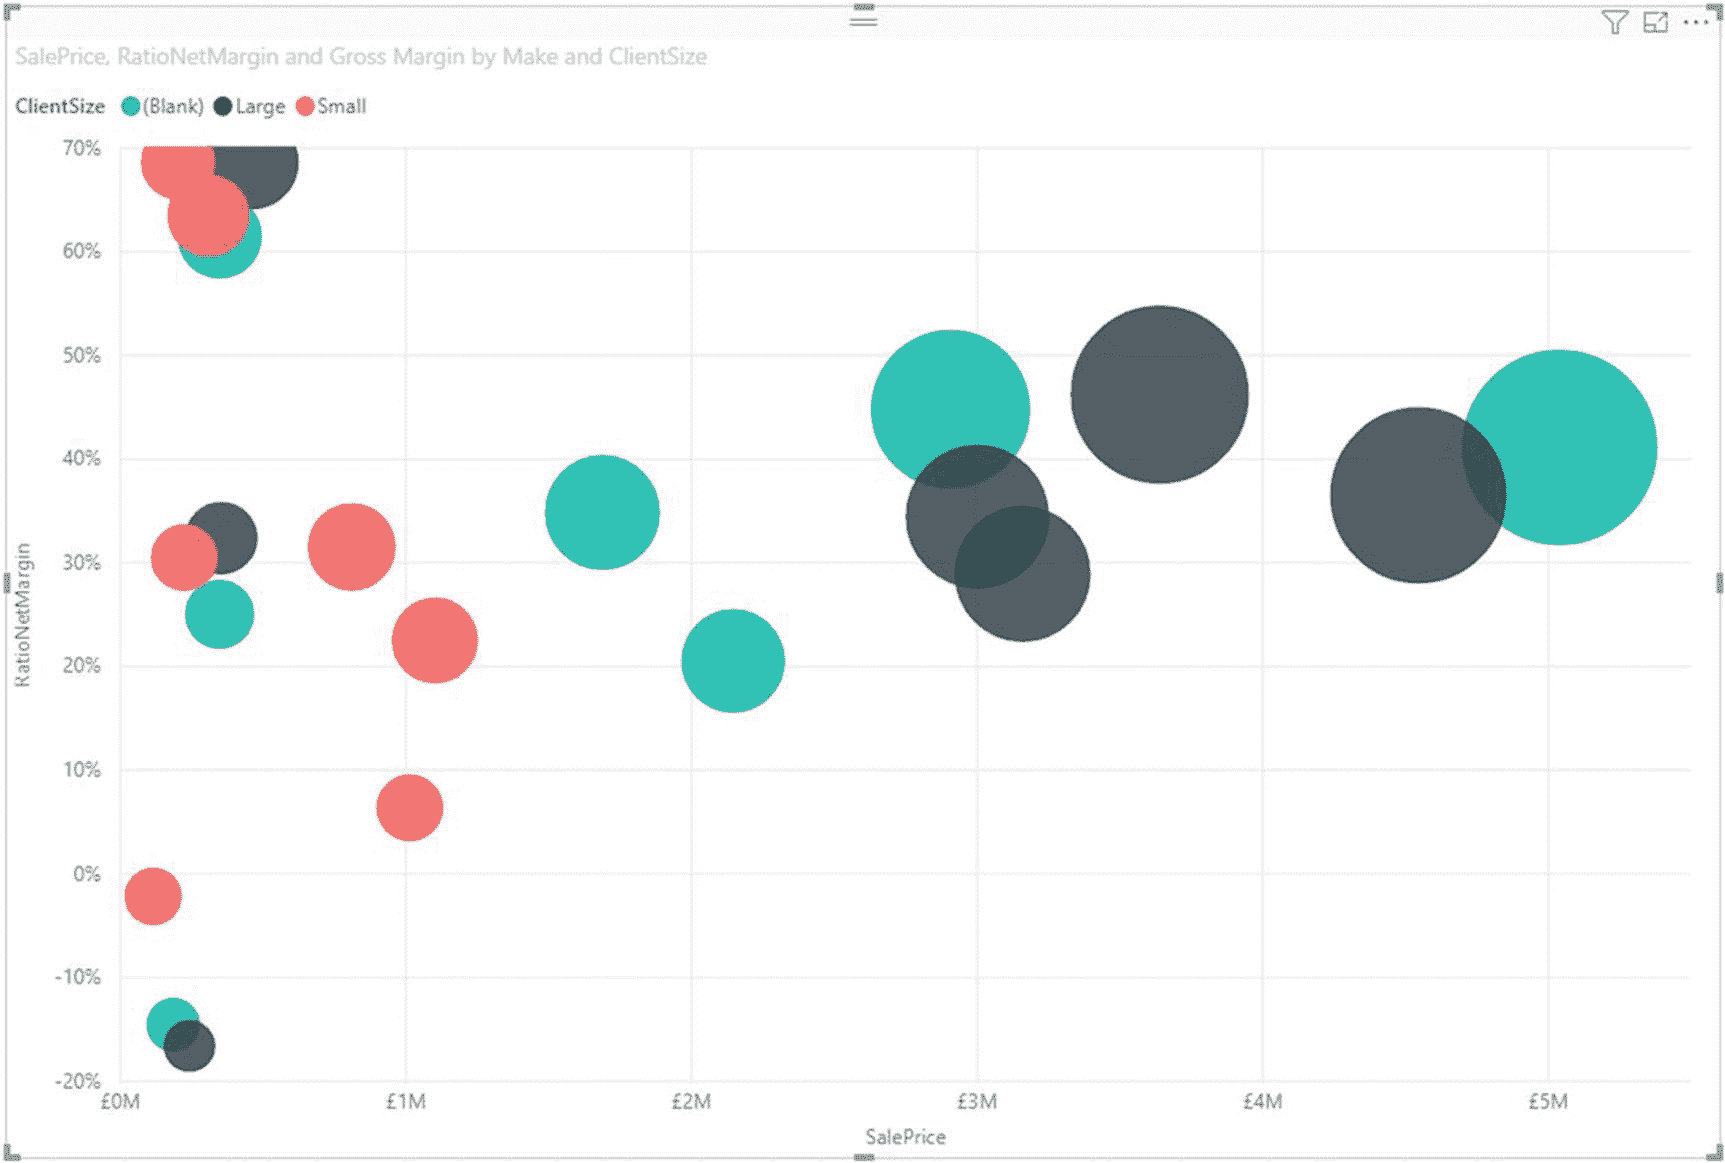 SalePrice, RatioNetMargin and Gross Margin by Make and ClientSize
ClientSize (Blank) Large Small
70%
60%
50%
40%
30%
20%
10%
0%
-10%
-20%
RatioNetMargin
£0M £1M £2M £3M £4M £5M
SalePrice